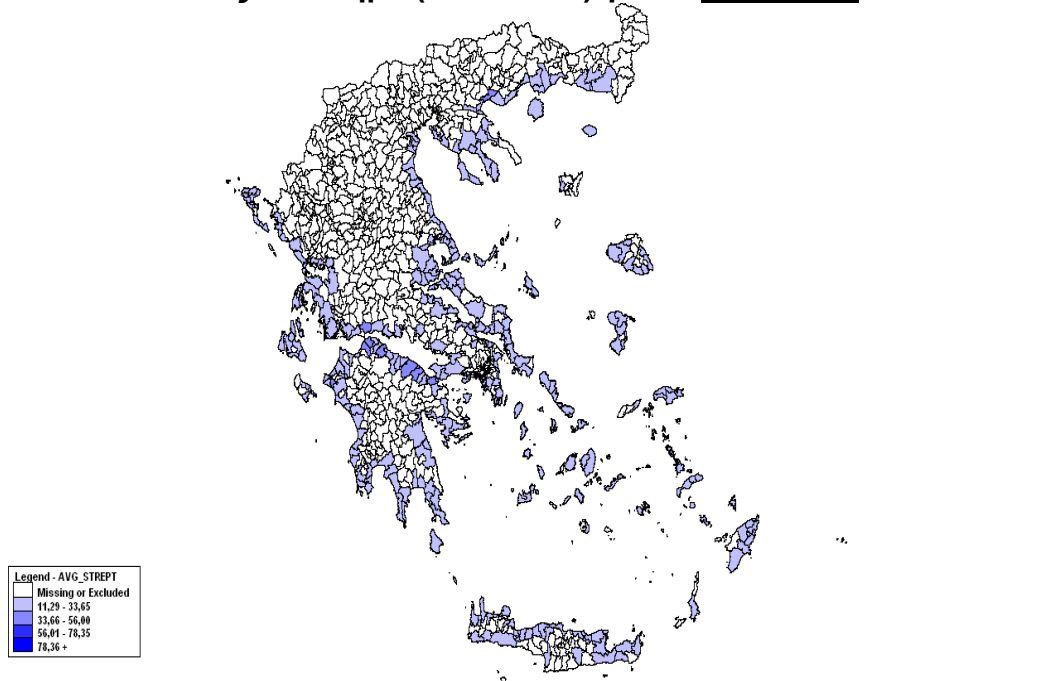 Legend - AVG_STREPT
Missing or Excluded
11,29 - 33,65
33,66 - 56,00
56,01 - 78,35
78,36 +